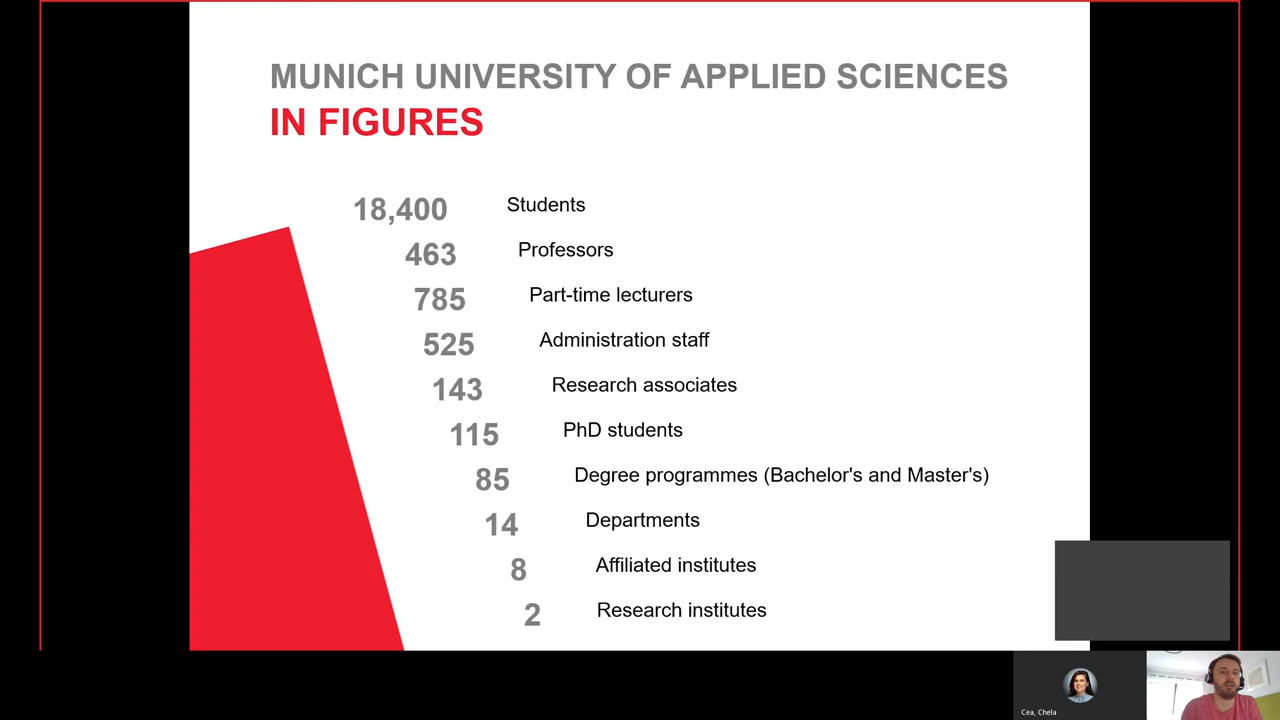 MUNICH UNIVERSITY OF APPLIED SCIENCES
IN FIGURES
18,400 Students
463 Professors
785 Part-time lecturers
525 Administration staff
143 Research associates
115 PhD students
85 Degree programmes (Bachelor's and Master's)
14 Departments
8 Affiliated institutes
2 Research institutes
Cea, Chela